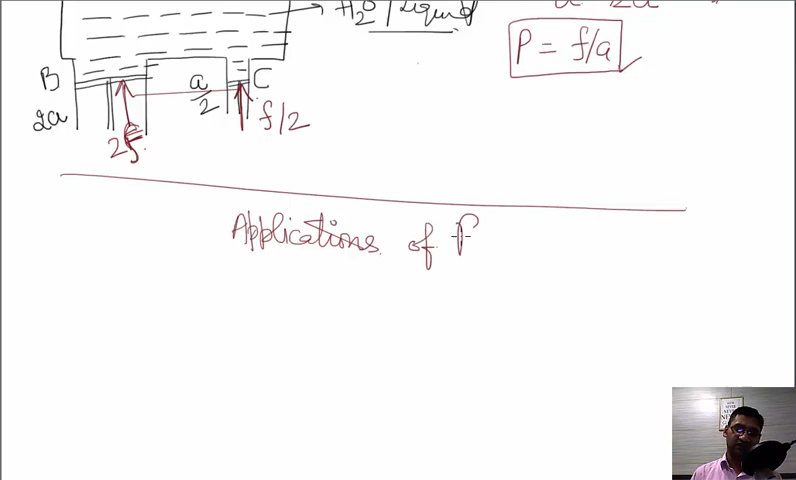 H₂O / Liquid
P = f/a
B
a/2
C
2a
f/2
2f
Applications of P